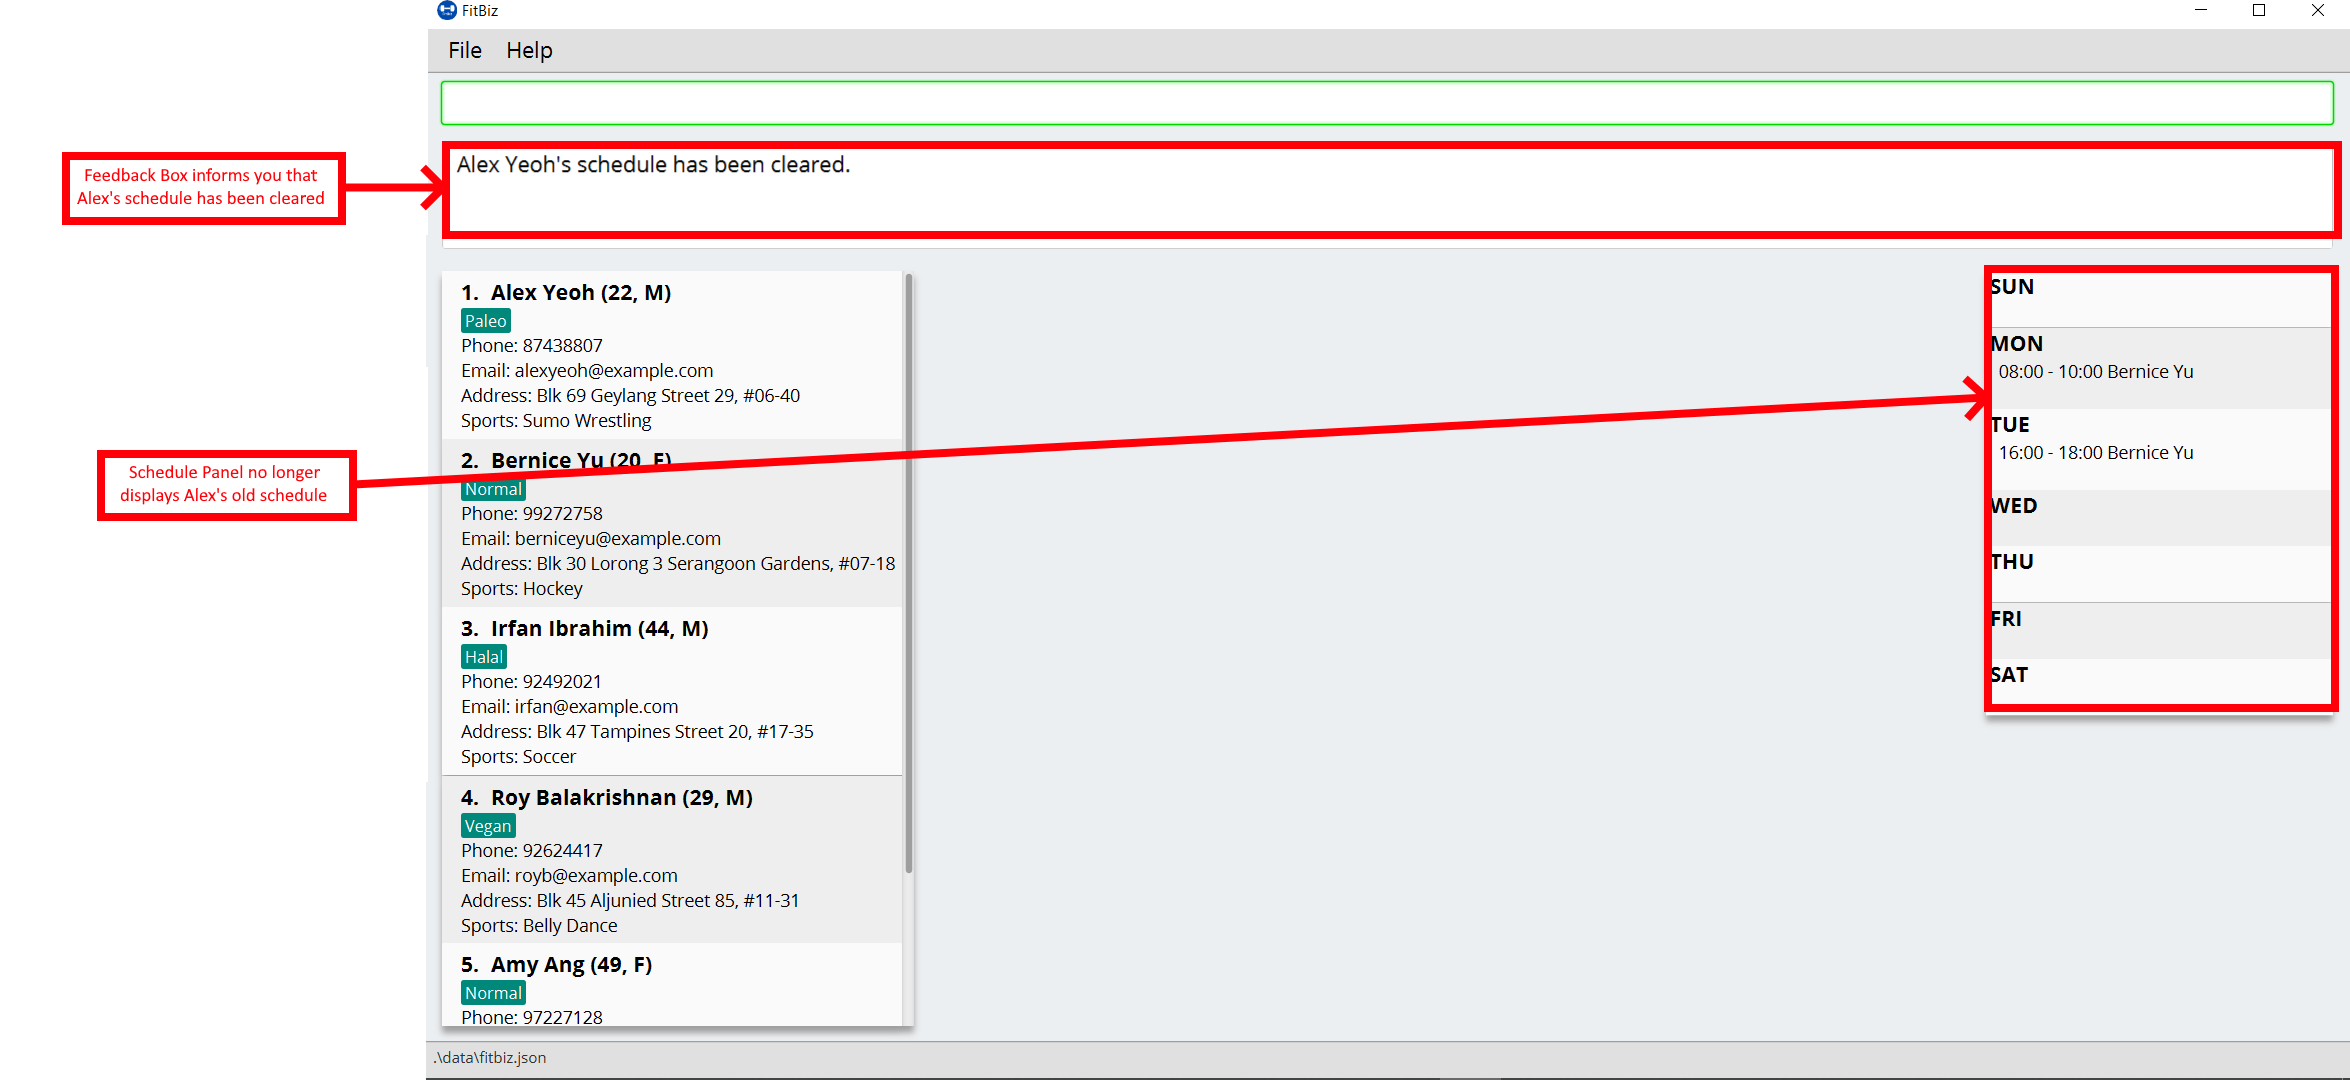 FitBiz
File Help
Feedback Box informs you that
Alex's schedule has been cleared
Alex Yeoh's schedule has been cleared.
Schedule Panel no longer
displays Alex's old schedule
1. Alex Yeoh (22, M)
Paleo
Phone: 87438807
Email: alexyeoh@example.com
Address: Blk 69 Geylang Street 29, #06-40
Sports: Sumo Wrestling
2. Bernice Yu (20, F)
Normal
Phone: 99272758
Email: berniceyu@example.com
Address: Blk 30 Lorong 3 Serangoon Gardens, #07-18
Sports: Hockey
3. Irfan Ibrahim (44, M)
Halal
Phone: 92492021
Email: irfan@example.com
Address: Blk 47 Tampines Street 20, #17-35
Sports: Soccer
4. Roy Balakrishnan (29, M)
Vegan
Phone: 92624417
Email: royb@example.com
Address: Blk 45 Aljunied Street 85, #11-31
Sports: Belly Dance
5. Amy Ang (49, F)
Normal
Phone: 97227128
SUN
MON
08:00 - 10:00 Bernice Yu
TUE
16:00 - 18:00 Bernice Yu
WED
THU
FRI
SAT
.\data\fitbiz.json